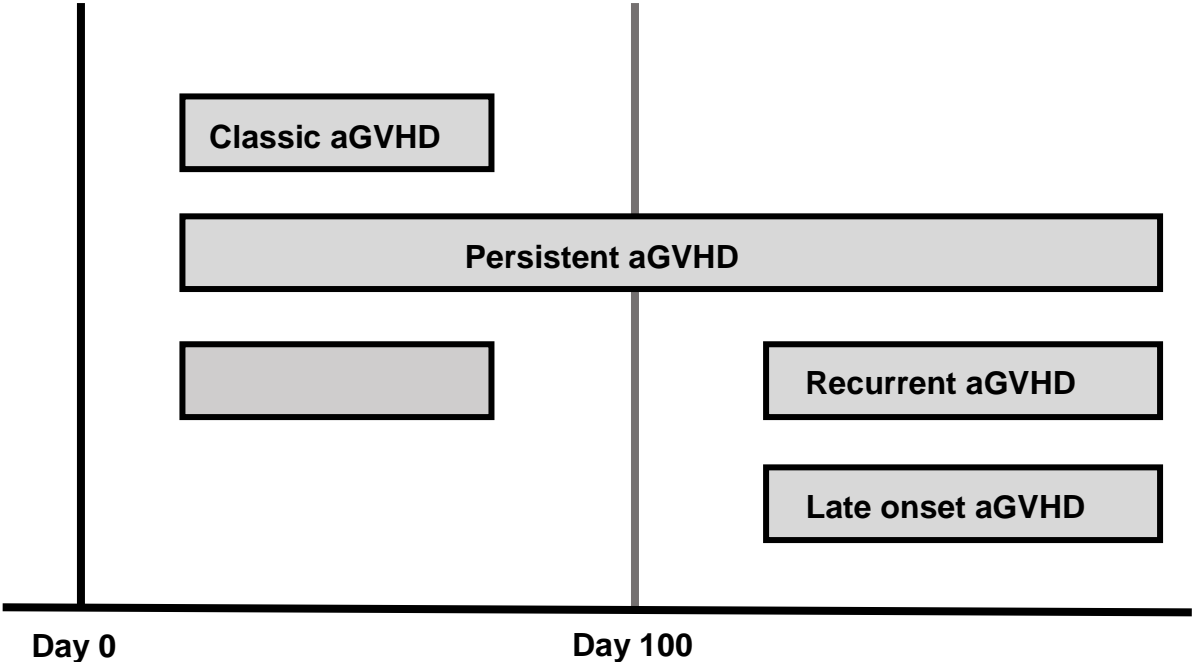 Classic aGVHD
Persistent aGVHD
Recurrent aGVHD
Late onset aGVHD
Day 0
Day 100